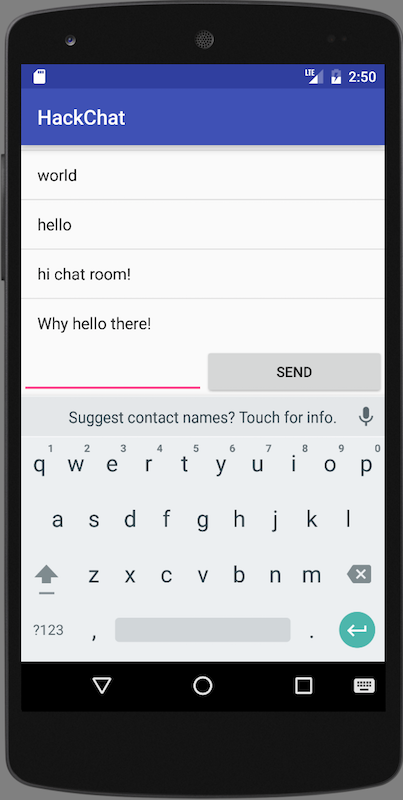 LTE 2:50
HackChat
world
hello
hi chat room!
Why hello there!
SEND
Suggest contact names? Touch for info.
1 2 3 4 5 6 7 8 9 0
q w e r t y u i o p
a s d f g h j k l
z x c v b n m
?123 , .